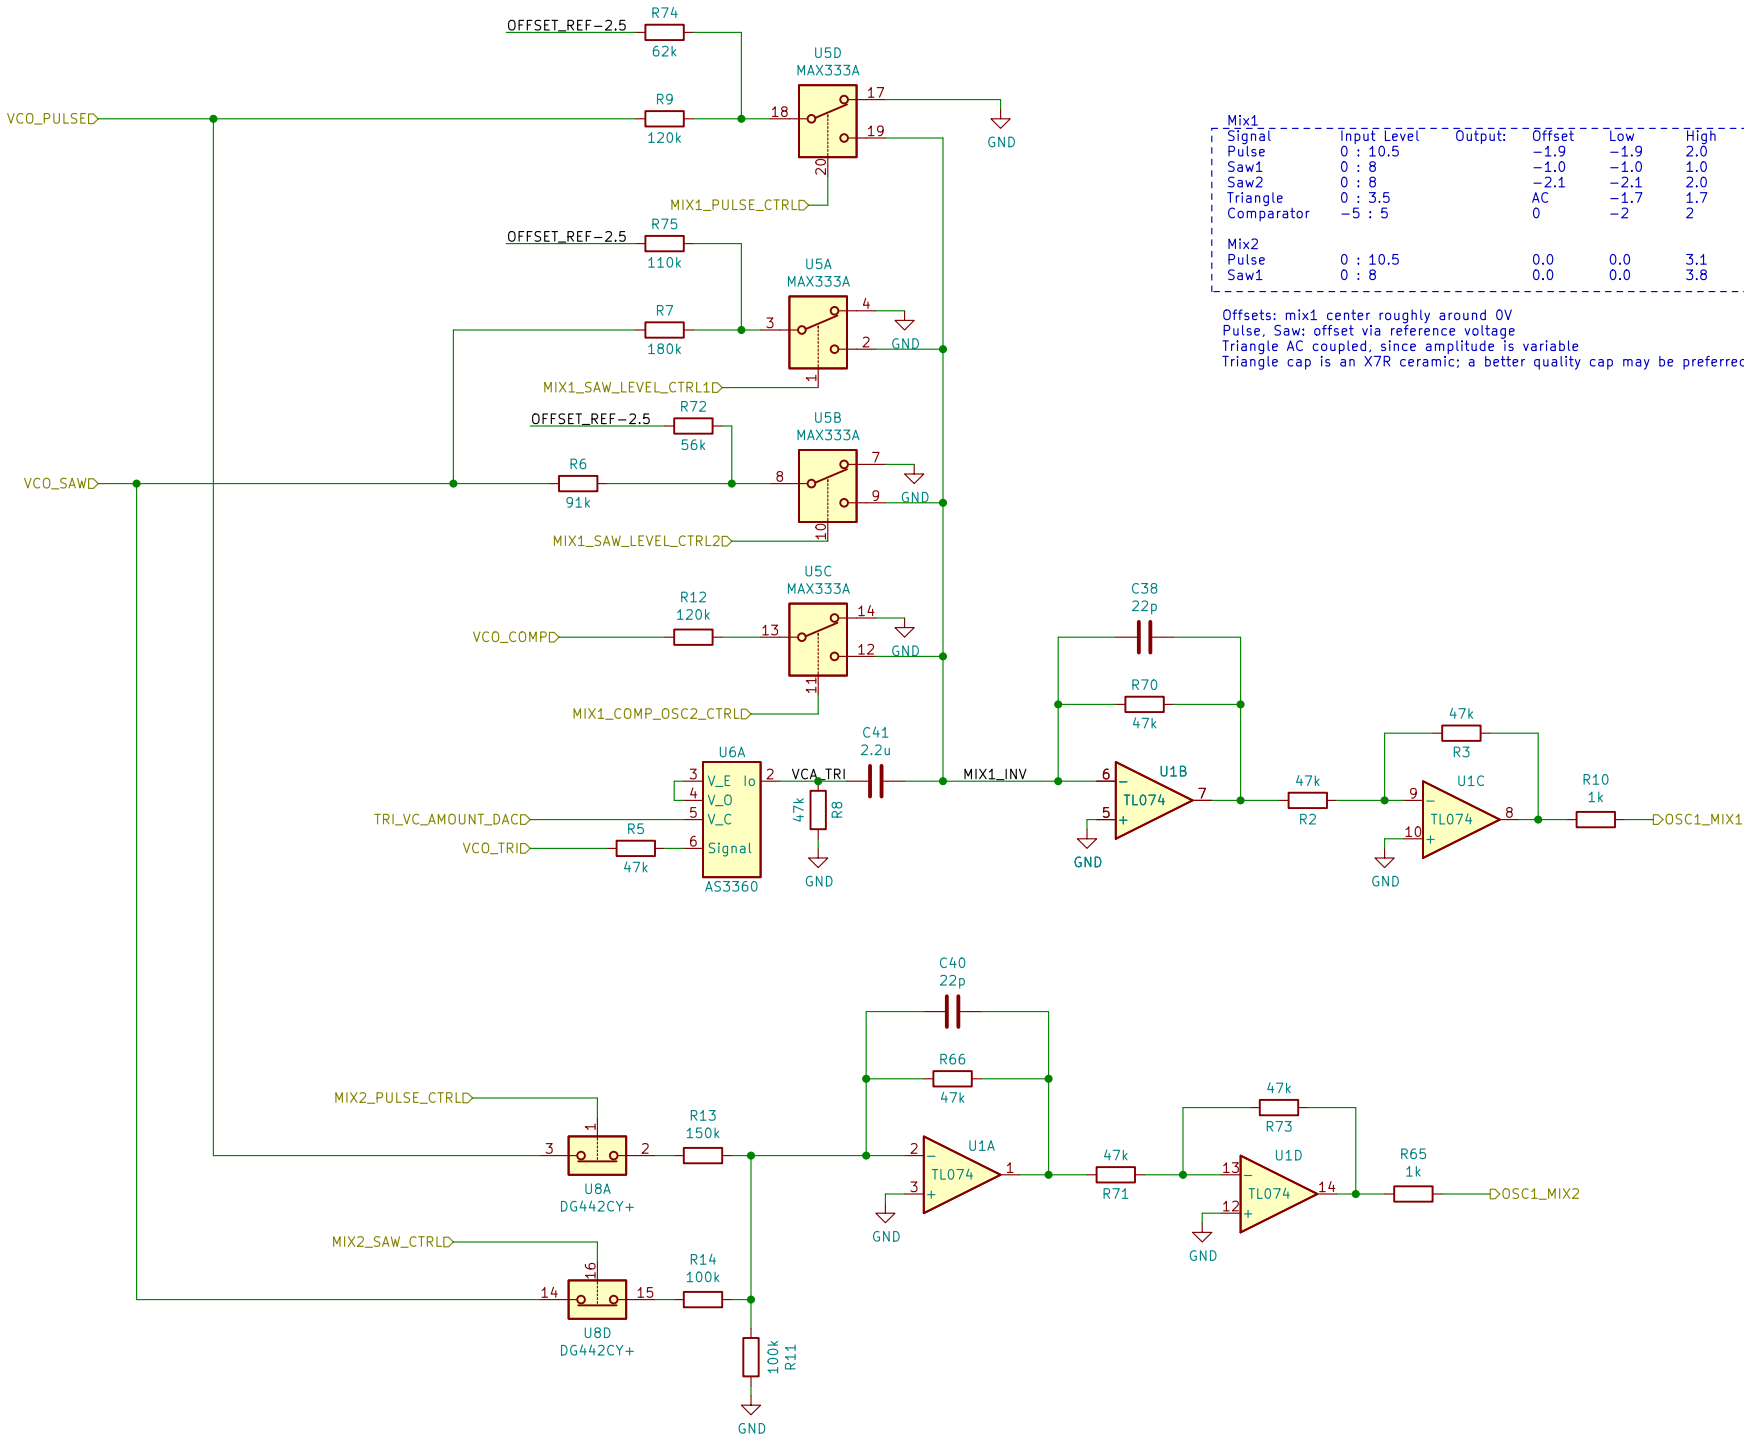 OFFSET_REF-2.5
R74
62k
U5D
MAX333A
VCO_PULSE
R9
120k
18
17
19
20
GND
MIX1_PULSE_CTRL
Mix1
Signal Input Level Output: Offset Low High
Pulse 0 : 10.5 -1.9 -1.9 2.0
Saw1 0 : 8 -1.0 -1.0 1.0
Saw2 0 : 8 -2.1 -2.1 2.0
Triangle 0 : 3.5 AC -1.7 1.7
Comparator -5 : 5 0 -2 2
Mix2
Pulse 0 : 10.5 0.0 0.0 3.1
Saw1 0 : 8 0.0 0.0 3.8
Offsets: mix1 center roughly around 0V
Pulse, Saw: offset via reference voltage
Triangle AC coupled, since amplitude is variable
Triangle cap is an X7R ceramic; a better quality cap may be preferred
OFFSET_REF-2.5
R75
110k
U5A
MAX333A
R7
180k
3
4
2
1
GND
MIX1_SAW_LEVEL_CTRL1
OFFSET_REF-2.5
R72
56k
U5B
MAX333A
VCO_SAW
R6
91k
8
7
9
10
GND
MIX1_SAW_LEVEL_CTRL2
U5C
MAX333A
VCO_COMP
R12
120k
13
14
12
11
GND
MIX1_COMP_OSC2_CTRL
U6A
3 V_E Io 2
4 V_O
5 V_C
6 Signal
AS3360
TRI_VC_AMOUNT_DAC
VCO_TRI
R5
47k
VCA_TRI
47k
R8
GND
C41
2.2u
MIX1_INV
C38
22p
R70
47k
U1B
TL074
6
5
7
GND
47k
R2
47k
R3
U1C
TL074
9
10
8
GND
R10
1k
OSC1_MIX1
C40
22p
R66
47k
MIX2_PULSE_CTRL
1
3
2
U8A
DG442CY+
R13
150k
U1A
TL074
2
3
1
GND
47k
R71
47k
R73
U1D
TL074
13
12
14
GND
R65
1k
OSC1_MIX2
MIX2_SAW_CTRL
16
14
15
U8D
DG442CY+
R14
100k
100k
R11
GND